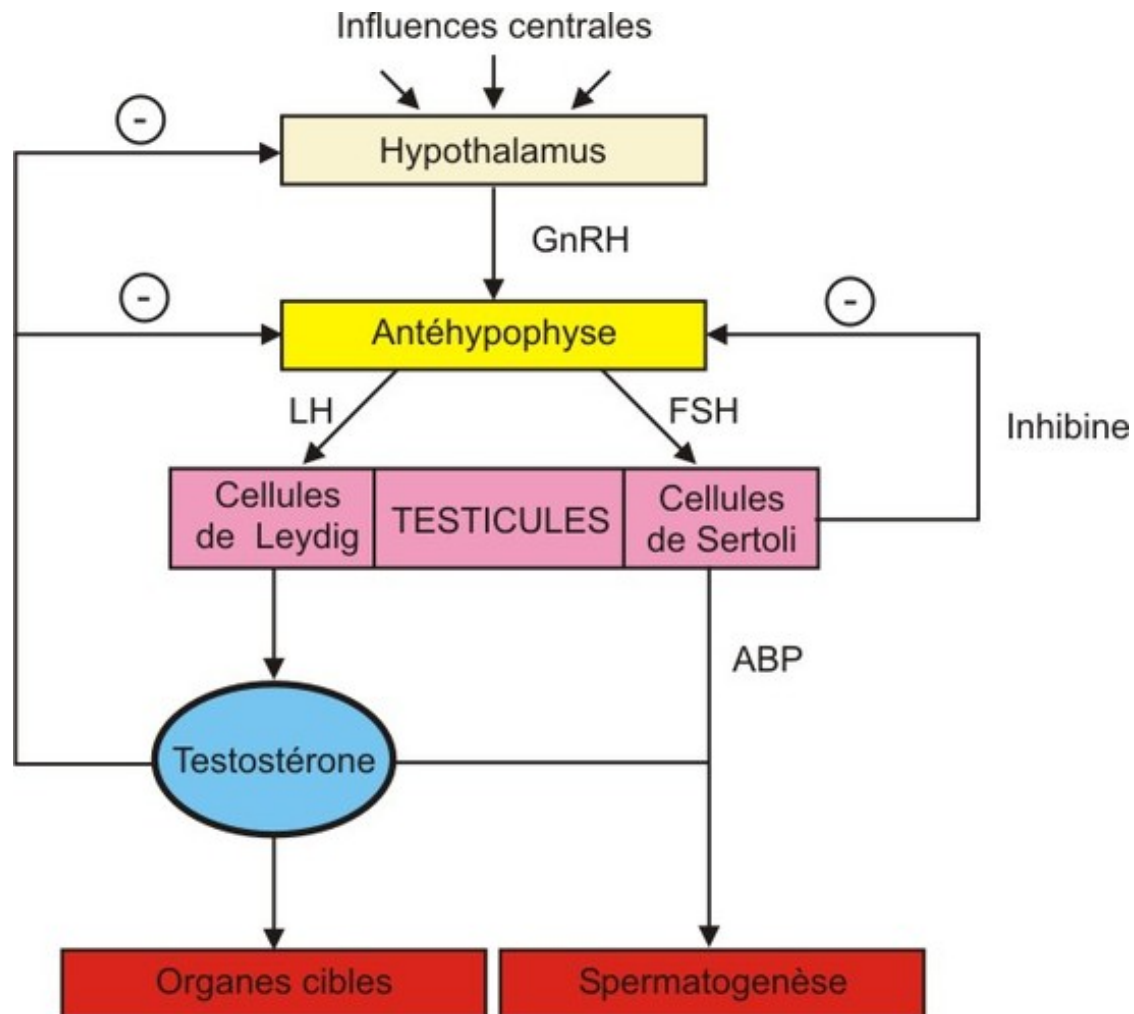 Influences centrales
-
Hypothalamus
GnRH
-
-
Antéhypophyse
LH
FSH
Inhibine
Cellules
de Leydig
TESTICULES
Cellules
de Sertoli
ABP
Testostérone
Organes cibles
Spermatogenèse